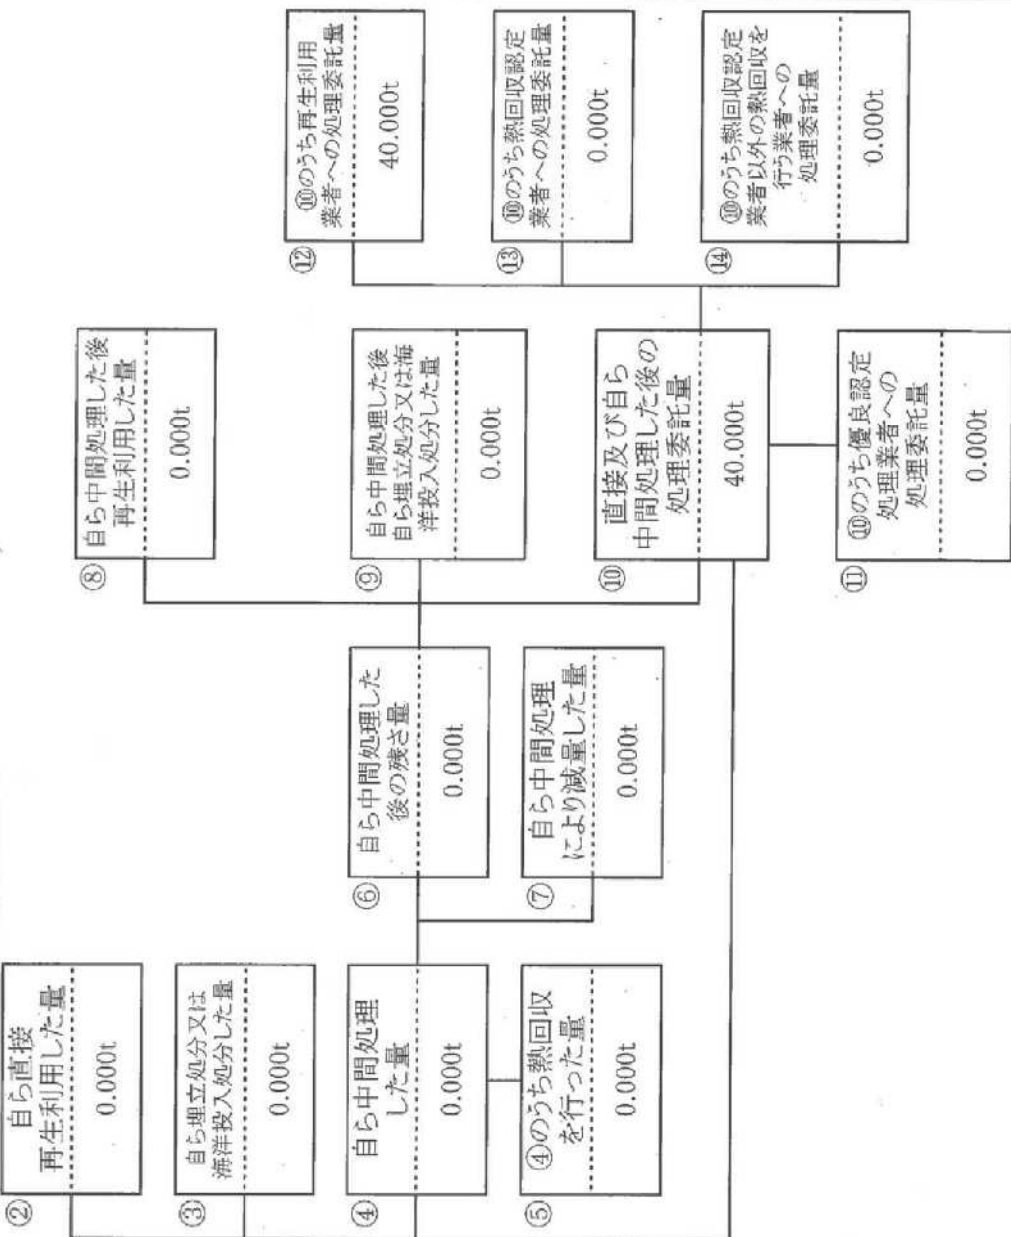 ②
自ら直接
再生利用した量
0.000t
③
自ら埋立処分又は
海洋投入処分した量
0.000t
④
自ら中間処理
した量
0.000t
⑤
④のうち熱回収
を行った量
0.000t
⑥
自ら中間処理した
後の残さ量
0.000t
⑦
自ら中間処理
により減量した量
0.000t
⑧
自ら中間処理した後
再生利用した量
0.000t
⑨
自ら中間処理した後
自ら埋立処分又は海
洋投入処分した量
0.000t
⑩
直接及び自ら
中間処理した後の
処理委託量
40.000t
⑪
⑩のうち優良認定
処理業者への
処理委託量
0.000t
⑫
⑩のうち再生利用
業者への処理委託量
40.000t
⑬
⑩のうち熱回収認定
業者への処理委託量
0.000t
⑭
⑩のうち熱回収認定
業者以外の熱回収を
行う業者への
処理委託量
0.000t